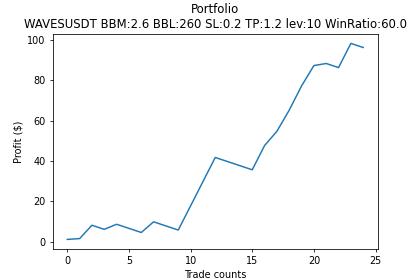 Portfolio
WAVESUSDT BBM:2.6 BBL:260 SL:0.2 TP:1.2 lev:10 WinRatio:60.0
100
80
60
40
20
0
Profit ($)
0 5 10 15 20 25
Trade counts